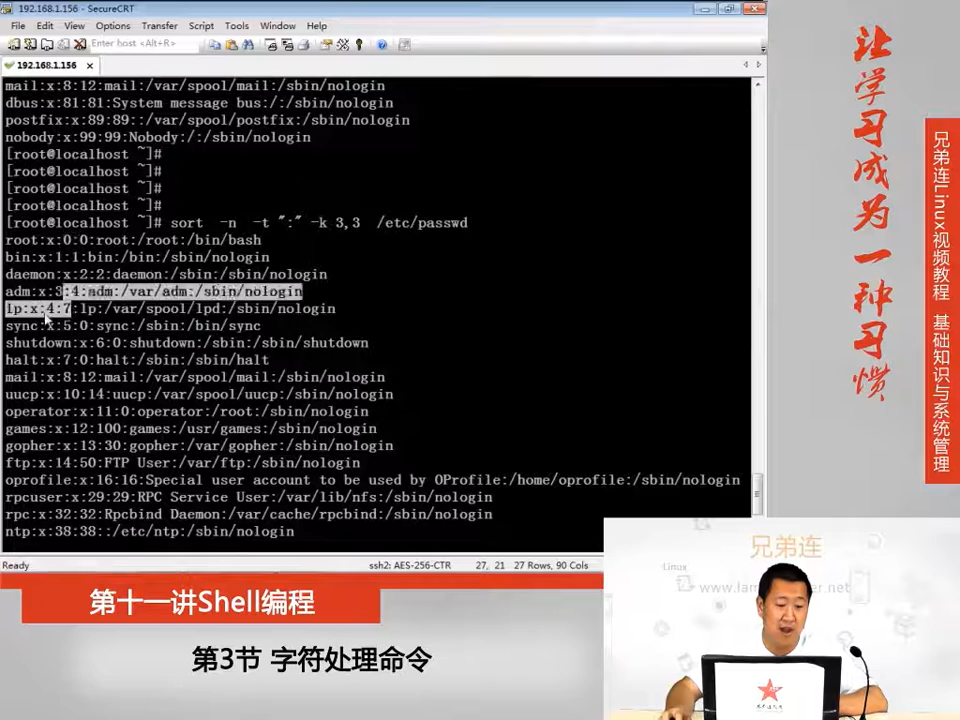 192.168.1.156 - SecureCRT
File Edit View Options Transfer Script Tools Window Help
Enter host <Alt+R>
192.168.1.156
mail:x:8:12:mail:/var/spool/mail:/sbin/nologin
dbus:x:81:81:System message bus:/:/sbin/nologin
postfix:x:89:89::/var/spool/postfix:/sbin/nologin
nobody:x:99:99:Nobody:/:/sbin/nologin
[root@localhost ~]#
[root@localhost ~]#
[root@localhost ~]#
[root@localhost ~]#
[root@localhost ~]# sort -n -t ":" -k 3,3 /etc/passwd
root:x:0:0:root:/root:/bin/bash
bin:x:1:1:bin:/bin:/sbin/nologin
daemon:x:2:2:daemon:/sbin:/sbin/nologin
adm:x:3:4:adm:/var/adm:/sbin/nologin
lp:x:4:7:lp:/var/spool/lpd:/sbin/nologin
sync:x:5:0:sync:/sbin:/bin/sync
shutdown:x:6:0:shutdown:/sbin:/sbin/shutdown
halt:x:7:0:halt:/sbin:/sbin/halt
mail:x:8:12:mail:/var/spool/mail:/sbin/nologin
uucp:x:10:14:uucp:/var/spool/uucp:/sbin/nologin
operator:x:11:0:operator:/root:/sbin/nologin
games:x:12:100:games:/usr/games:/sbin/nologin
gopher:x:13:30:gopher:/var/gopher:/sbin/nologin
ftp:x:14:50:FTP User:/var/ftp:/sbin/nologin
oprofile:x:16:16:Special user account to be used by OProfile:/home/oprofile:/sbin/nologin
rpcuser:x:29:29:RPC Service User:/var/lib/nfs:/sbin/nologin
rpc:x:32:32:Rpcbind Daemon:/var/cache/rpcbind:/sbin/nologin
ntp:x:38:38::/etc/ntp:/sbin/nologin
Ready ssh2: AES-256-CTR 27, 21 27 Rows, 90 Cols
让学习成为一种习惯
兄弟连Linux视频教程 基础知识与系统管理
兄弟连
Linux
第十一讲Shell编程
第3节 字符处理命令